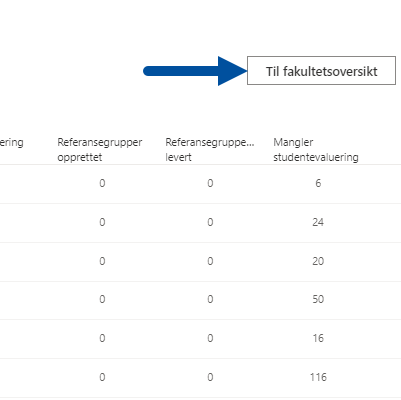 Til fakultetsoversikt
ering Referansegrupper Referansegruppe... Mangler
opprettet levert studentevaluering
0 0 6
0 0 24
0 0 20
0 0 50
0 0 16
0 0 116